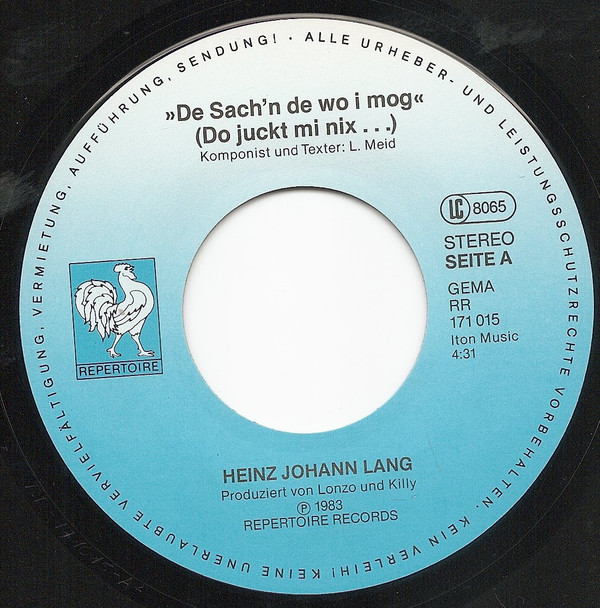 ALLE URHEBER- UND LEISTUNGSSCHUTZRECHTE VORBEHALTEN. KEIN VERLEIH! KEINE UNERLAUBTE VERVIELFÄLTIGUNG, VERMIETUNG, AUFFÜHRUNG, SENDUNG! ·
»De Sach'n de wo i mog«
(Do juckt mi nix . . .)
Komponist und Texter: L. Meid
LC 8065
STEREO
SEITE A
GEMA
RR
171 015
Iton Music
4:31
REPERTOIRE
HEINZ JOHANN LANG
Produziert von Lonzo und Killy
Ⓟ 1983
REPERTOIRE RECORDS